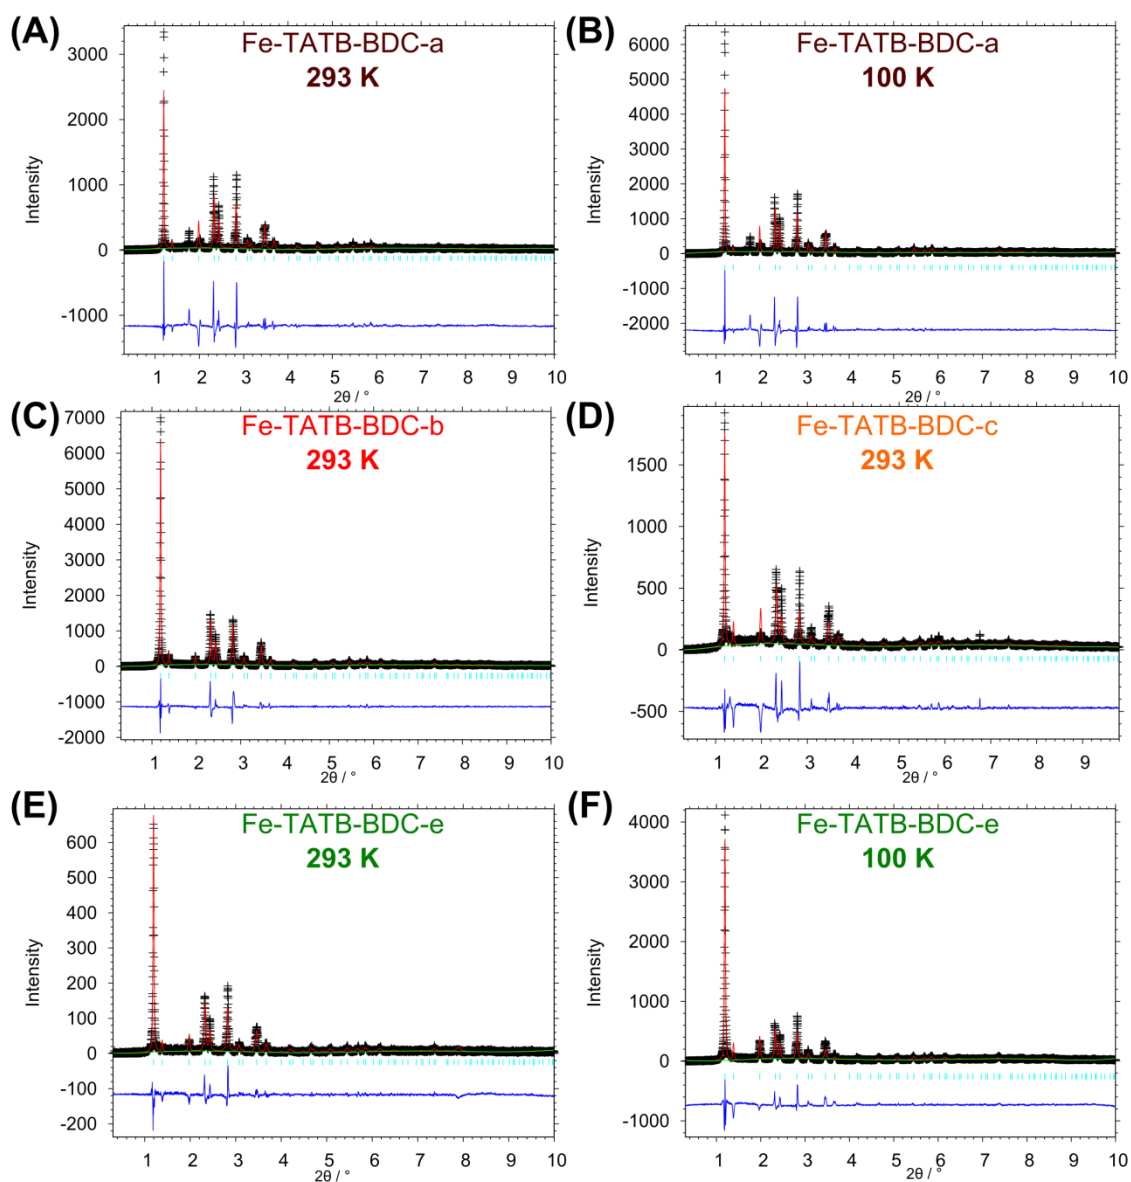 (A)
Fe-TATB-BDC-a
293 K
Intensity
3000
2000
1000
0
-1000
1 2 3 4 5 6 7 8 9 10
2θ / °
(B)
Fe-TATB-BDC-a
100 K
Intensity
6000
5000
4000
3000
2000
1000
0
-1000
-2000
1 2 3 4 5 6 7 8 9 10
2θ / °
(C)
Fe-TATB-BDC-b
293 K
Intensity
7000
6000
5000
4000
3000
2000
1000
0
-1000
-2000
1 2 3 4 5 6 7 8 9 10
2θ / °
(D)
Fe-TATB-BDC-c
293 K
Intensity
1500
1000
500
0
-500
1 2 3 4 5 6 7 8 9
2θ / °
(E)
Fe-TATB-BDC-e
293 K
Intensity
600
500
400
300
200
100
0
-100
-200
1 2 3 4 5 6 7 8 9 10
2θ / °
(F)
Fe-TATB-BDC-e
100 K
Intensity
4000
3000
2000
1000
0
-1000
1 2 3 4 5 6 7 8 9 10
2θ / °